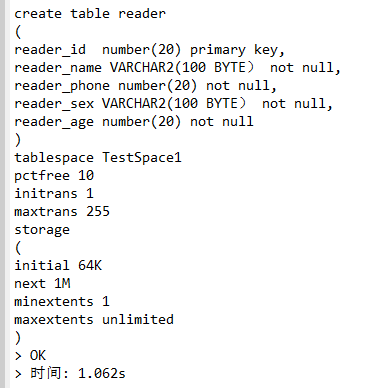 create table reader
(
reader_id  number(20) primary key,
reader_name VARCHAR2(100 BYTE） not null,
reader_phone number(20) not null,
reader_sex VARCHAR2(100 BYTE） not null,
reader_age number(20) not null
)
tablespace TestSpace1
pctfree 10
initrans 1
maxtrans 255
storage
(
initial 64K
next 1M
minextents 1
maxextents unlimited
)
> OK
> 时间: 1.062s